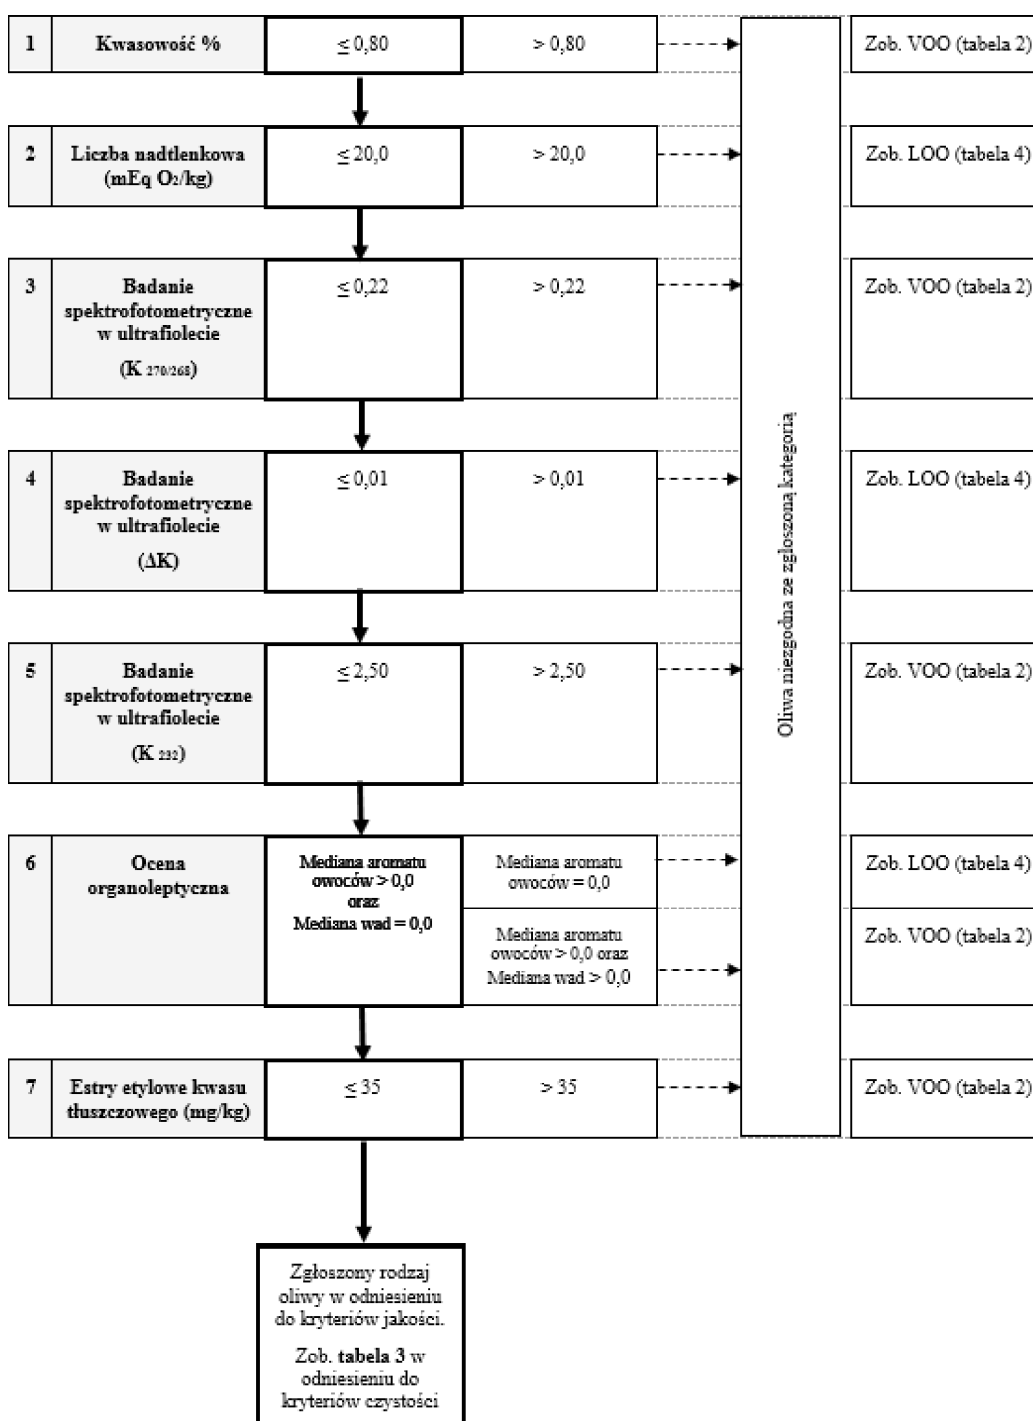 1 Kwasowość % ≤ 0,80 > 0,80 Zob. VOO (tabela 2)
2 Liczba nadtlenkowa ≤ 20,0 > 20,0 Zob. LOO (tabela 4)
(mEq O₂/kg)
3 Badanie ≤ 0,22 > 0,22 Zob. VOO (tabela 2)
spektrofotometryczne
w ultrafiolecie
(K 270/268)
4 Badanie ≤ 0,01 > 0,01 Zob. LOO (tabela 4)
spektrofotometryczne
w ultrafiolecie
(ΔK)
5 Badanie ≤ 2,50 > 2,50 Zob. VOO (tabela 2)
spektrofotometryczne
w ultrafiolecie
(K 232)
Oliwa niezgodna ze zgłoszoną kategorią
6 Ocena
organoleptyczna
Mediana aromatu
owoców > 0,0
oraz
Mediana wad = 0,0
Mediana aromatu
owoców = 0,0
Zob. LOO (tabela 4)
Mediana aromatu
owoców > 0,0 oraz
Mediana wad > 0,0
Zob. VOO (tabela 2)
7 Estry etylowe kwasu ≤ 35 > 35 Zob. VOO (tabela 2)
tłuszczowego (mg/kg)
Zgłoszony rodzaj
oliwy w odniesieniu
do kryteriów jakości.
Zob. tabela 3 w
odniesieniu do
kryteriów czystości